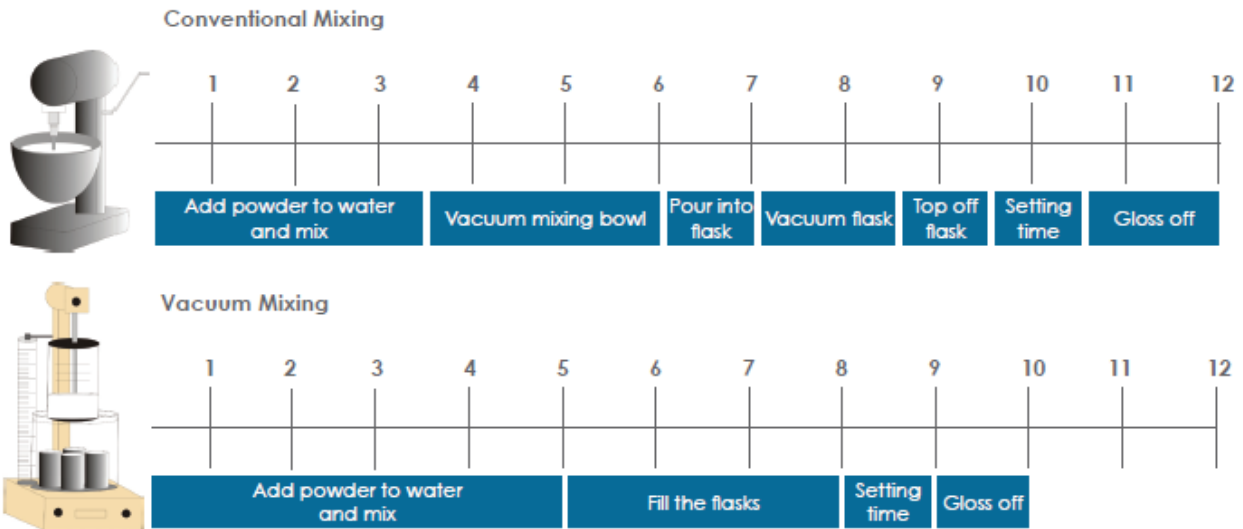 Conventional Mixing
1 2 3 4 5 6 7 8 9 10 11 12
Add powder to water
and mix
Vacuum mixing bowl
Pour into
flask
Vacuum flask
Top off
flask
Setting
time
Gloss off
Vacuum Mixing
1 2 3 4 5 6 7 8 9 10 11 12
Add powder to water
and mix
Fill the flasks
Setting
time
Gloss off